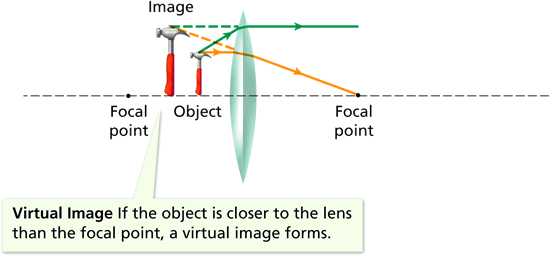 Image
Focal
point
Object
Focal
point
Virtual Image If the object is closer to the lens
than the focal point, a virtual image forms.